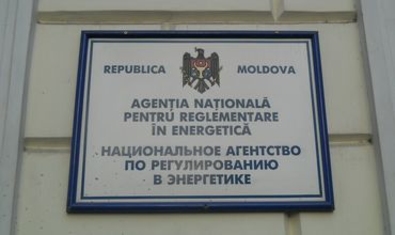 REPUBLICA MOLDOVA
AGENȚIA NAȚIONALĂ
PENTRU REGLEMENTARE
ÎN ENERGETICĂ
НАЦИОНАЛЬНОЕ АГЕНТСТВО
ПО РЕГУЛИРОВАНИЮ
В ЭНЕРГЕТИКЕ